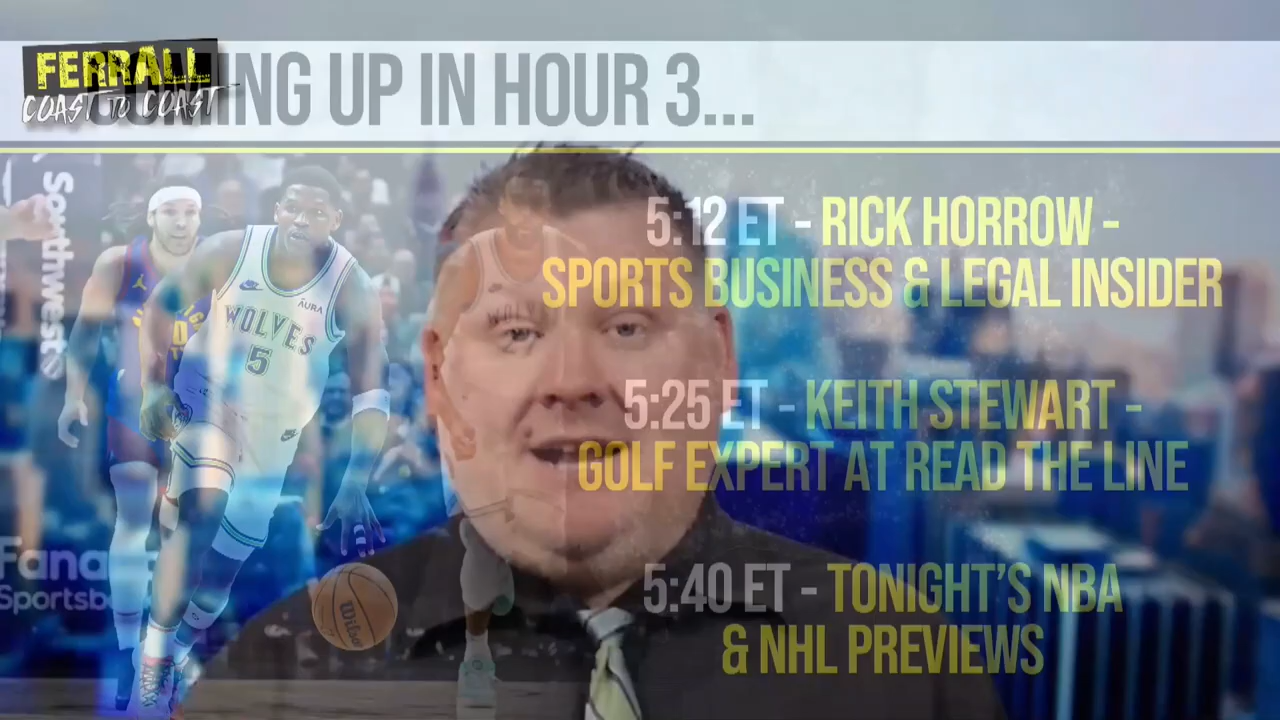 FERRALL
COAST TO COAST
COMING UP IN HOUR 3...
Southwest
5:12 ET - RICK HORROW -
SPORTS BUSINESS & LEGAL INSIDER
AURA
WOLVES
5
5:25 ET - KEITH STEWART -
GOLF EXPERT AT READ THE LINE
Fana
Sportsb
Wilson
5:40 ET - TONIGHT'S NBA
& NHL PREVIEWS